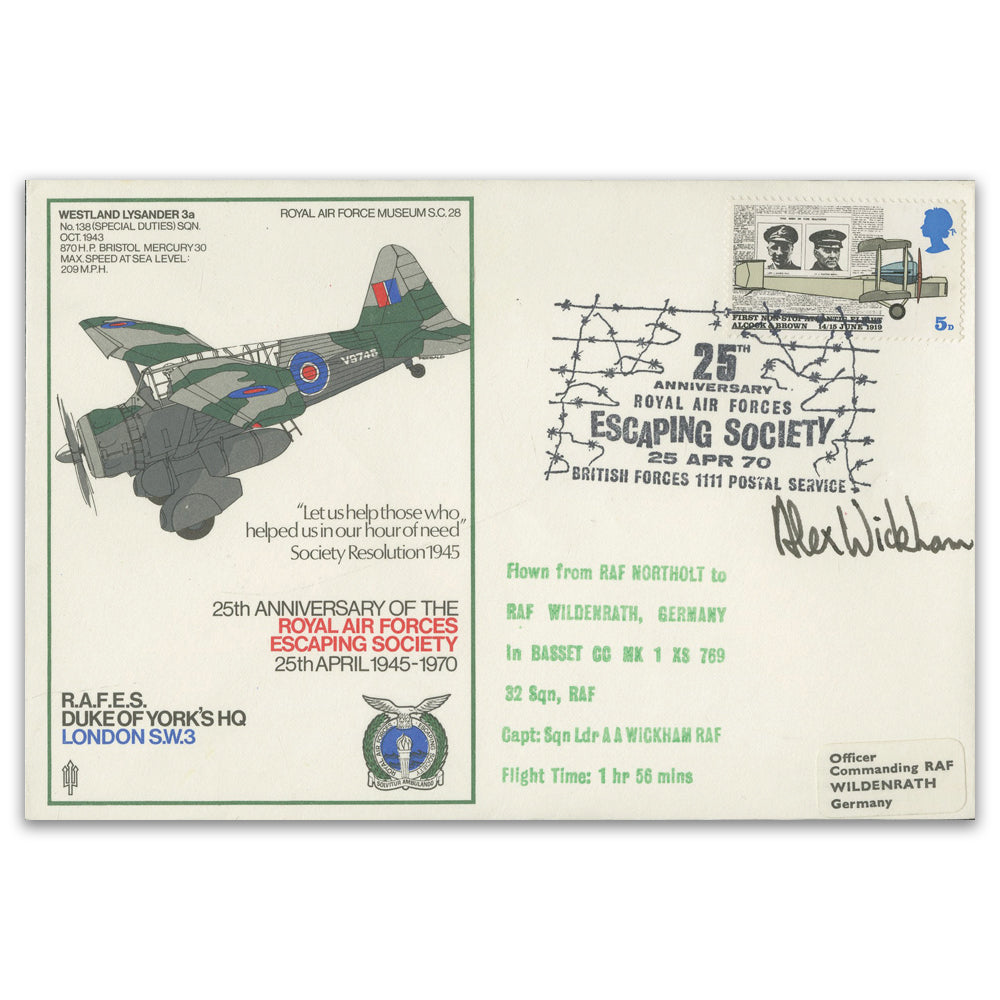 WESTLAND LYSANDER 3a
No.138 (SPECIAL DUTIES) SQN.
OCT. 1943
870 H.P. BRISTOL MERCURY 30
MAX. SPEED AT SEA LEVEL:
209 M.P.H.
ROYAL AIR FORCE MUSEUM S.C. 28
V9748
"Let us help those who
helped us in our hour of need"
Society Resolution 1945
25th ANNIVERSARY OF THE
ROYAL AIR FORCES
ESCAPING SOCIETY
25th APRIL 1945-1970
R.A.F.E.S.
DUKE OF YORK'S HQ
LONDON S.W.3
ROYAL AIR FORCES ESCAPING SOCIETY
SOLVITUR AMBULANDO
FIRST NON-STOP ATLANTIC FLIGHT
ALCOCK & BROWN 14/15 JUNE 1919
5D
25TH
ANNIVERSARY
ROYAL AIR FORCES
ESCAPING SOCIETY
25 APR 70
BRITISH FORCES 1111 POSTAL SERVICE
Alex Wickham
Flown from RAF NORTHOLT to
RAF WILDENRATH, GERMANY
In BASSET CC MK 1 XS 769
32 Sqn, RAF
Capt: Sqn Ldr A A WICKHAM RAF
Flight Time: 1 hr 56 mins
Officer
Commanding RAF
WILDENRATH
Germany